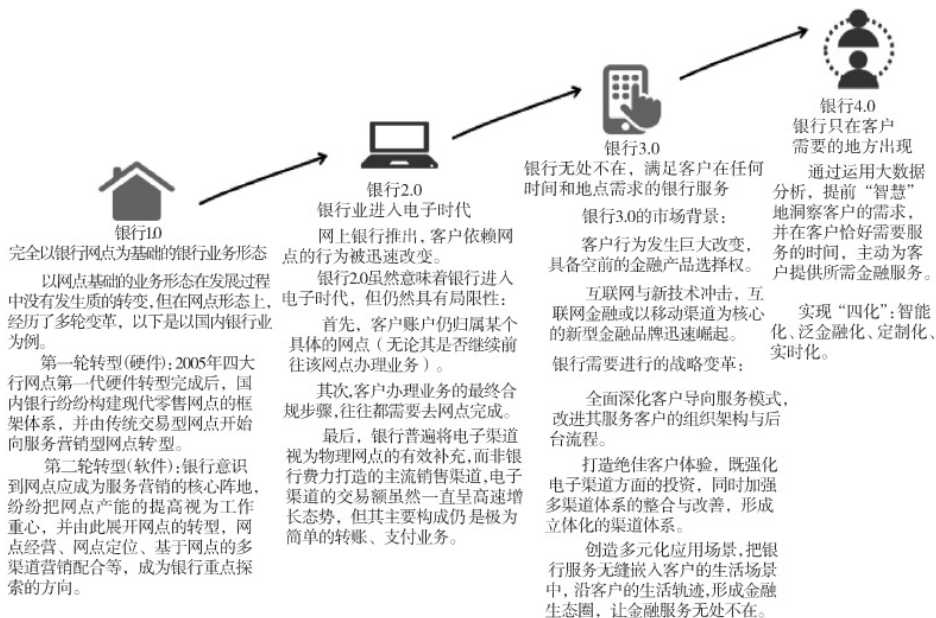 银行1.0
完全以银行网点为基础的银行业务形态
以网点基础的业务形态在发展过程
中没有发生质的转变,但在网点形态上,
经历了多轮变革，以下是以国内银行业
为例。
第一轮转型(硬件)：2005年四大
行网点第一代硬件转型完成后，国
内银行纷纷构建现代零售网点的框
架体系，并由传统交易型网点开始
向服务营销型网点转型。
第二轮转型(软件)：银行意识
到网点应成为服务营销的核心阵地,
纷纷把网点产能的提高视为工作
重心，并由此展开网点的转型，网
点经营、网点定位、基于网点的多
渠道营销配合等，成为银行重点探
索的方向。
银行2.0
银行业进入电子时代
网上银行推出，客户依赖网
点的行为被迅速改变。
银行2.0虽然意味着银行进入
电子时代，但仍然具有局限性：
首先，客户账户仍归属某个
具体的网点（无论其是否继续前
往该网点办理业务）。
其次,客户办理业务的最终合
规步骤,往往都需要去网点完成。
最后，银行普遍将电子渠道
视为物理网点的有效补充,而非银
行费力打造的主流销售渠道,电子
渠道的交易额虽然一直呈高速增
长态势，但其主要构成仍是极为
简单的转账、支付业务。
银行3.0
银行无处不在，满足客户在任何
时间和地点需求的银行服务
银行3.0的市场背景：
客户行为发生巨大改变，
具备空前的金融产品选择权。
互联网与新技术冲击，互
联网金融或以移动渠道为核心
的新型金融品牌迅速崛起。
银行需要进行的战略变革：
全面深化客户导向服务模式，
改进其服务客户的组织架构与后
台流程。
打造绝佳客户体验，既强化
电子渠道方面的投资，同时加强
多渠道体系的整合与改善，形成
立体化的渠道体系。
创造多元化应用场景,把银
行服务无缝嵌入客户的生活场景
中，沿客户的生活轨迹,形成金融
生态圈，让金融服务无处不在。
银行4.0
银行只在客户
需要的地方出现
通过运用大数据
分析，提前“智慧”
地洞察客户的需求，
并在客户恰好需要服
务的时间，主动为客
户提供所需金融服务。
实现“四化”：智能
化、泛金融化、定制化、
实时化。